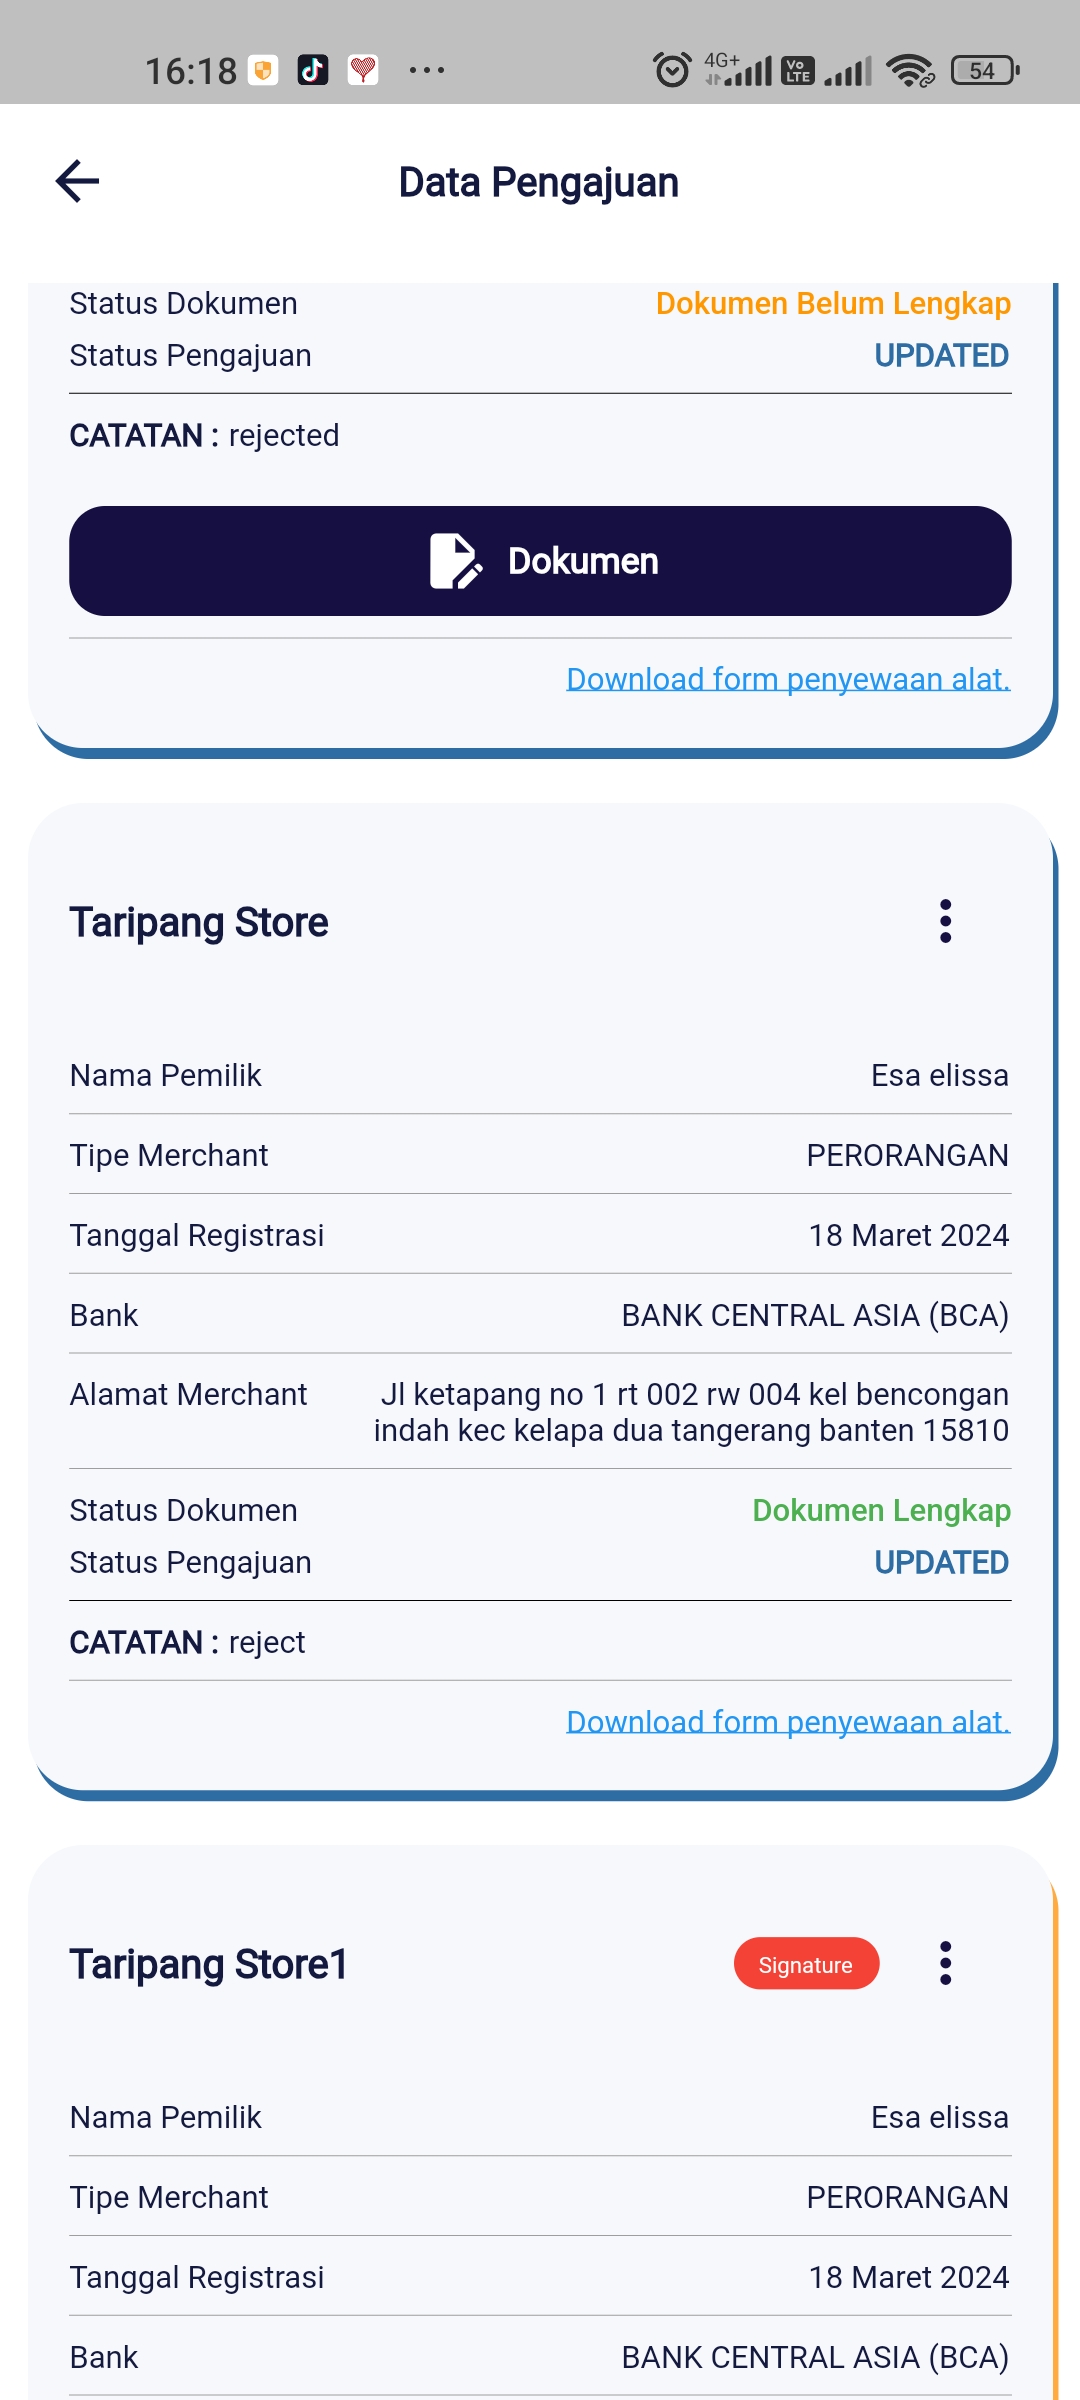 16:18
4G+
Vo LTE
54
Data Pengajuan
Status Dokumen Dokumen Belum Lengkap
Status Pengajuan UPDATED
CATATAN : rejected
Dokumen
Download form penyewaan alat.
Taripang Store
Nama Pemilik Esa elissa
Tipe Merchant PERORANGAN
Tanggal Registrasi 18 Maret 2024
Bank BANK CENTRAL ASIA (BCA)
Alamat Merchant Jl ketapang no 1 rt 002 rw 004 kel bencongan
indah kec kelapa dua tangerang banten 15810
Status Dokumen Dokumen Lengkap
Status Pengajuan UPDATED
CATATAN : reject
Download form penyewaan alat.
Taripang Store1 Signature
Nama Pemilik Esa elissa
Tipe Merchant PERORANGAN
Tanggal Registrasi 18 Maret 2024
Bank BANK CENTRAL ASIA (BCA)